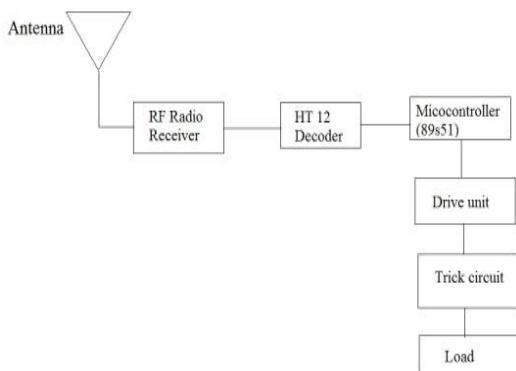 Antenna
RF Radio
Receiver
HT 12
Decoder
Micocontroller
(89s51)
Drive unit
Trick circuit
Load